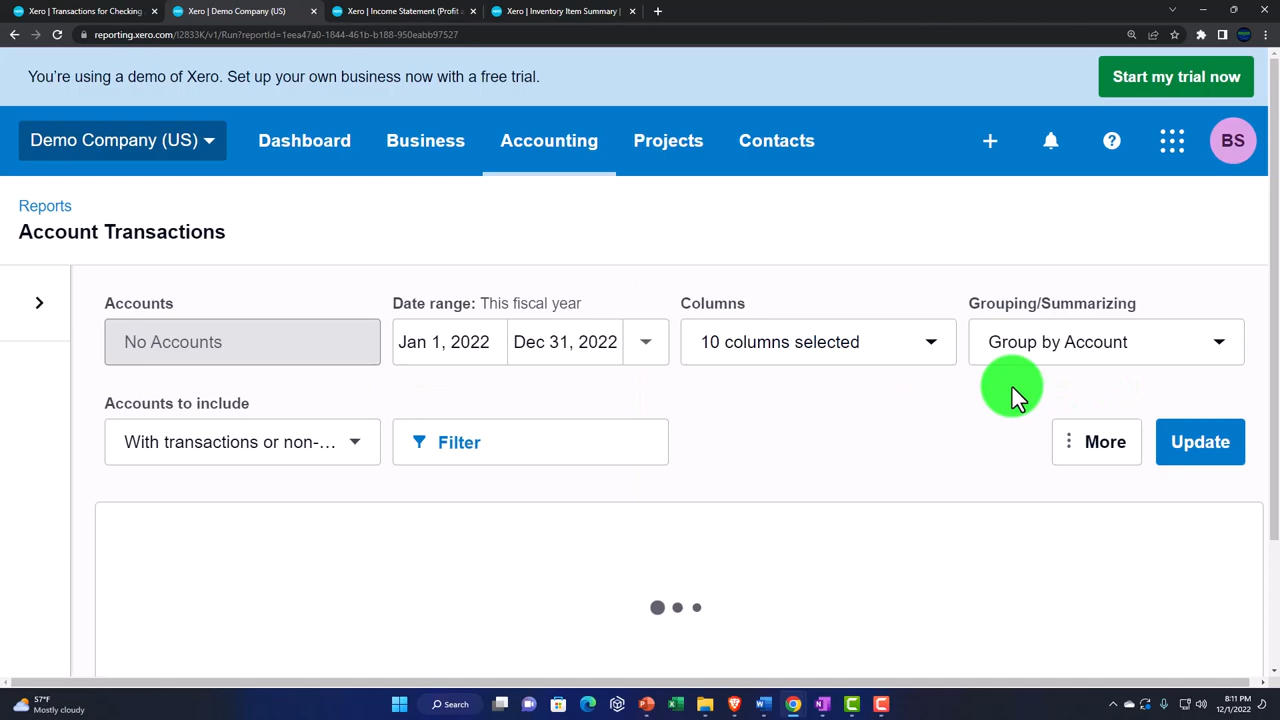 Xero | Transactions for Checking
Xero | Demo Company (US)
Xero | Income Statement (Profit a
Xero | Inventory Item Summary |
reporting.xero.com/!2833K/v1/Run?reportId=1eea47a0-1844-461b-b188-950eabb97527
You're using a demo of Xero. Set up your own business now with a free trial.
Start my trial now
Demo Company (US)
Dashboard
Business
Accounting
Projects
Contacts
BS
Reports
Account Transactions
Accounts
Date range: This fiscal year
Columns
Grouping/Summarizing
No Accounts
Jan 1, 2022
Dec 31, 2022
10 columns selected
Group by Account
Accounts to include
With transactions or non-...
Filter
More
Update
57°F
Mostly cloudy
Search
8:11 PM
12/1/2022